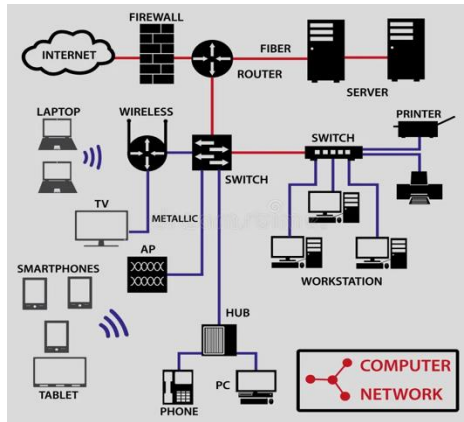 FIREWALL
INTERNET
FIBER
ROUTER
SERVER
LAPTOP
WIRELESS
PRINTER
SWITCH
SWITCH
TV
METALLIC
AP
SMARTPHONES
WORKSTATION
HUB
TABLET
PHONE
PC
COMPUTER
NETWORK